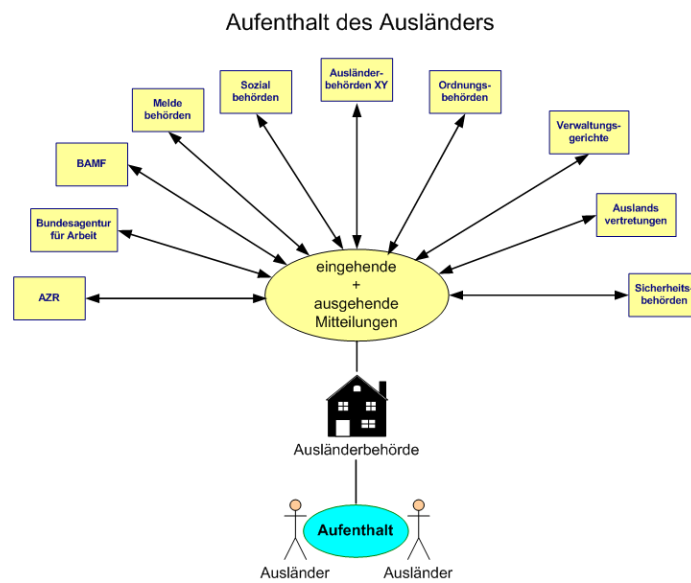 Aufenthalt des Ausländers
Ausländer-
behörden XY
Sozial
behörden
Ordnungs-
behörden
Melde
behörden
Verwaltungs-
gerichte
BAMF
Auslands
vertretungen
Bundesagentur
für Arbeit
AZR
Sicherheits-
behörden
eingehende
+
ausgehende
Mitteilungen
Ausländerbehörde
Aufenthalt
Ausländer
Ausländer